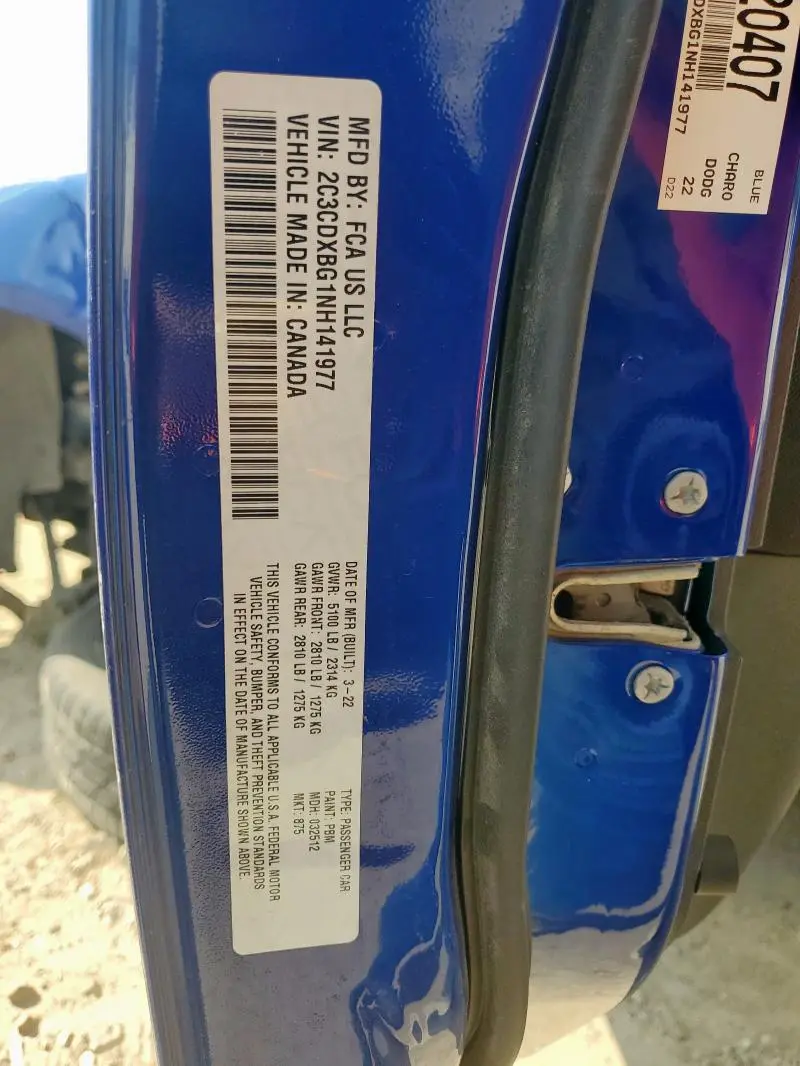 MFD BY: FCA US LLC
VIN: 2C3CDXBG1NH141977
VEHICLE MADE IN: CANADA
DATE OF MFR (BUILT): 3-22
GVWR: 5100 LB / 2314 KG
GAWR FRONT: 2810 LB / 1275 KG
GAWR REAR: 2810 LB / 1275 KG
THIS VEHICLE CONFORMS TO ALL APPLICABLE U.S.A. FEDERAL MOTOR
VEHICLE SAFETY, BUMPER, AND THEFT PREVENTION STANDARDS
IN EFFECT ON THE DATE OF MANUFACTURE SHOWN ABOVE.
TYPE: PASSENGER CAR
PAINT: PBM
MDH: 032512
MKT: 875
20407
DXBG1NH141977
BLUE
CHARO
DODG
22
D22